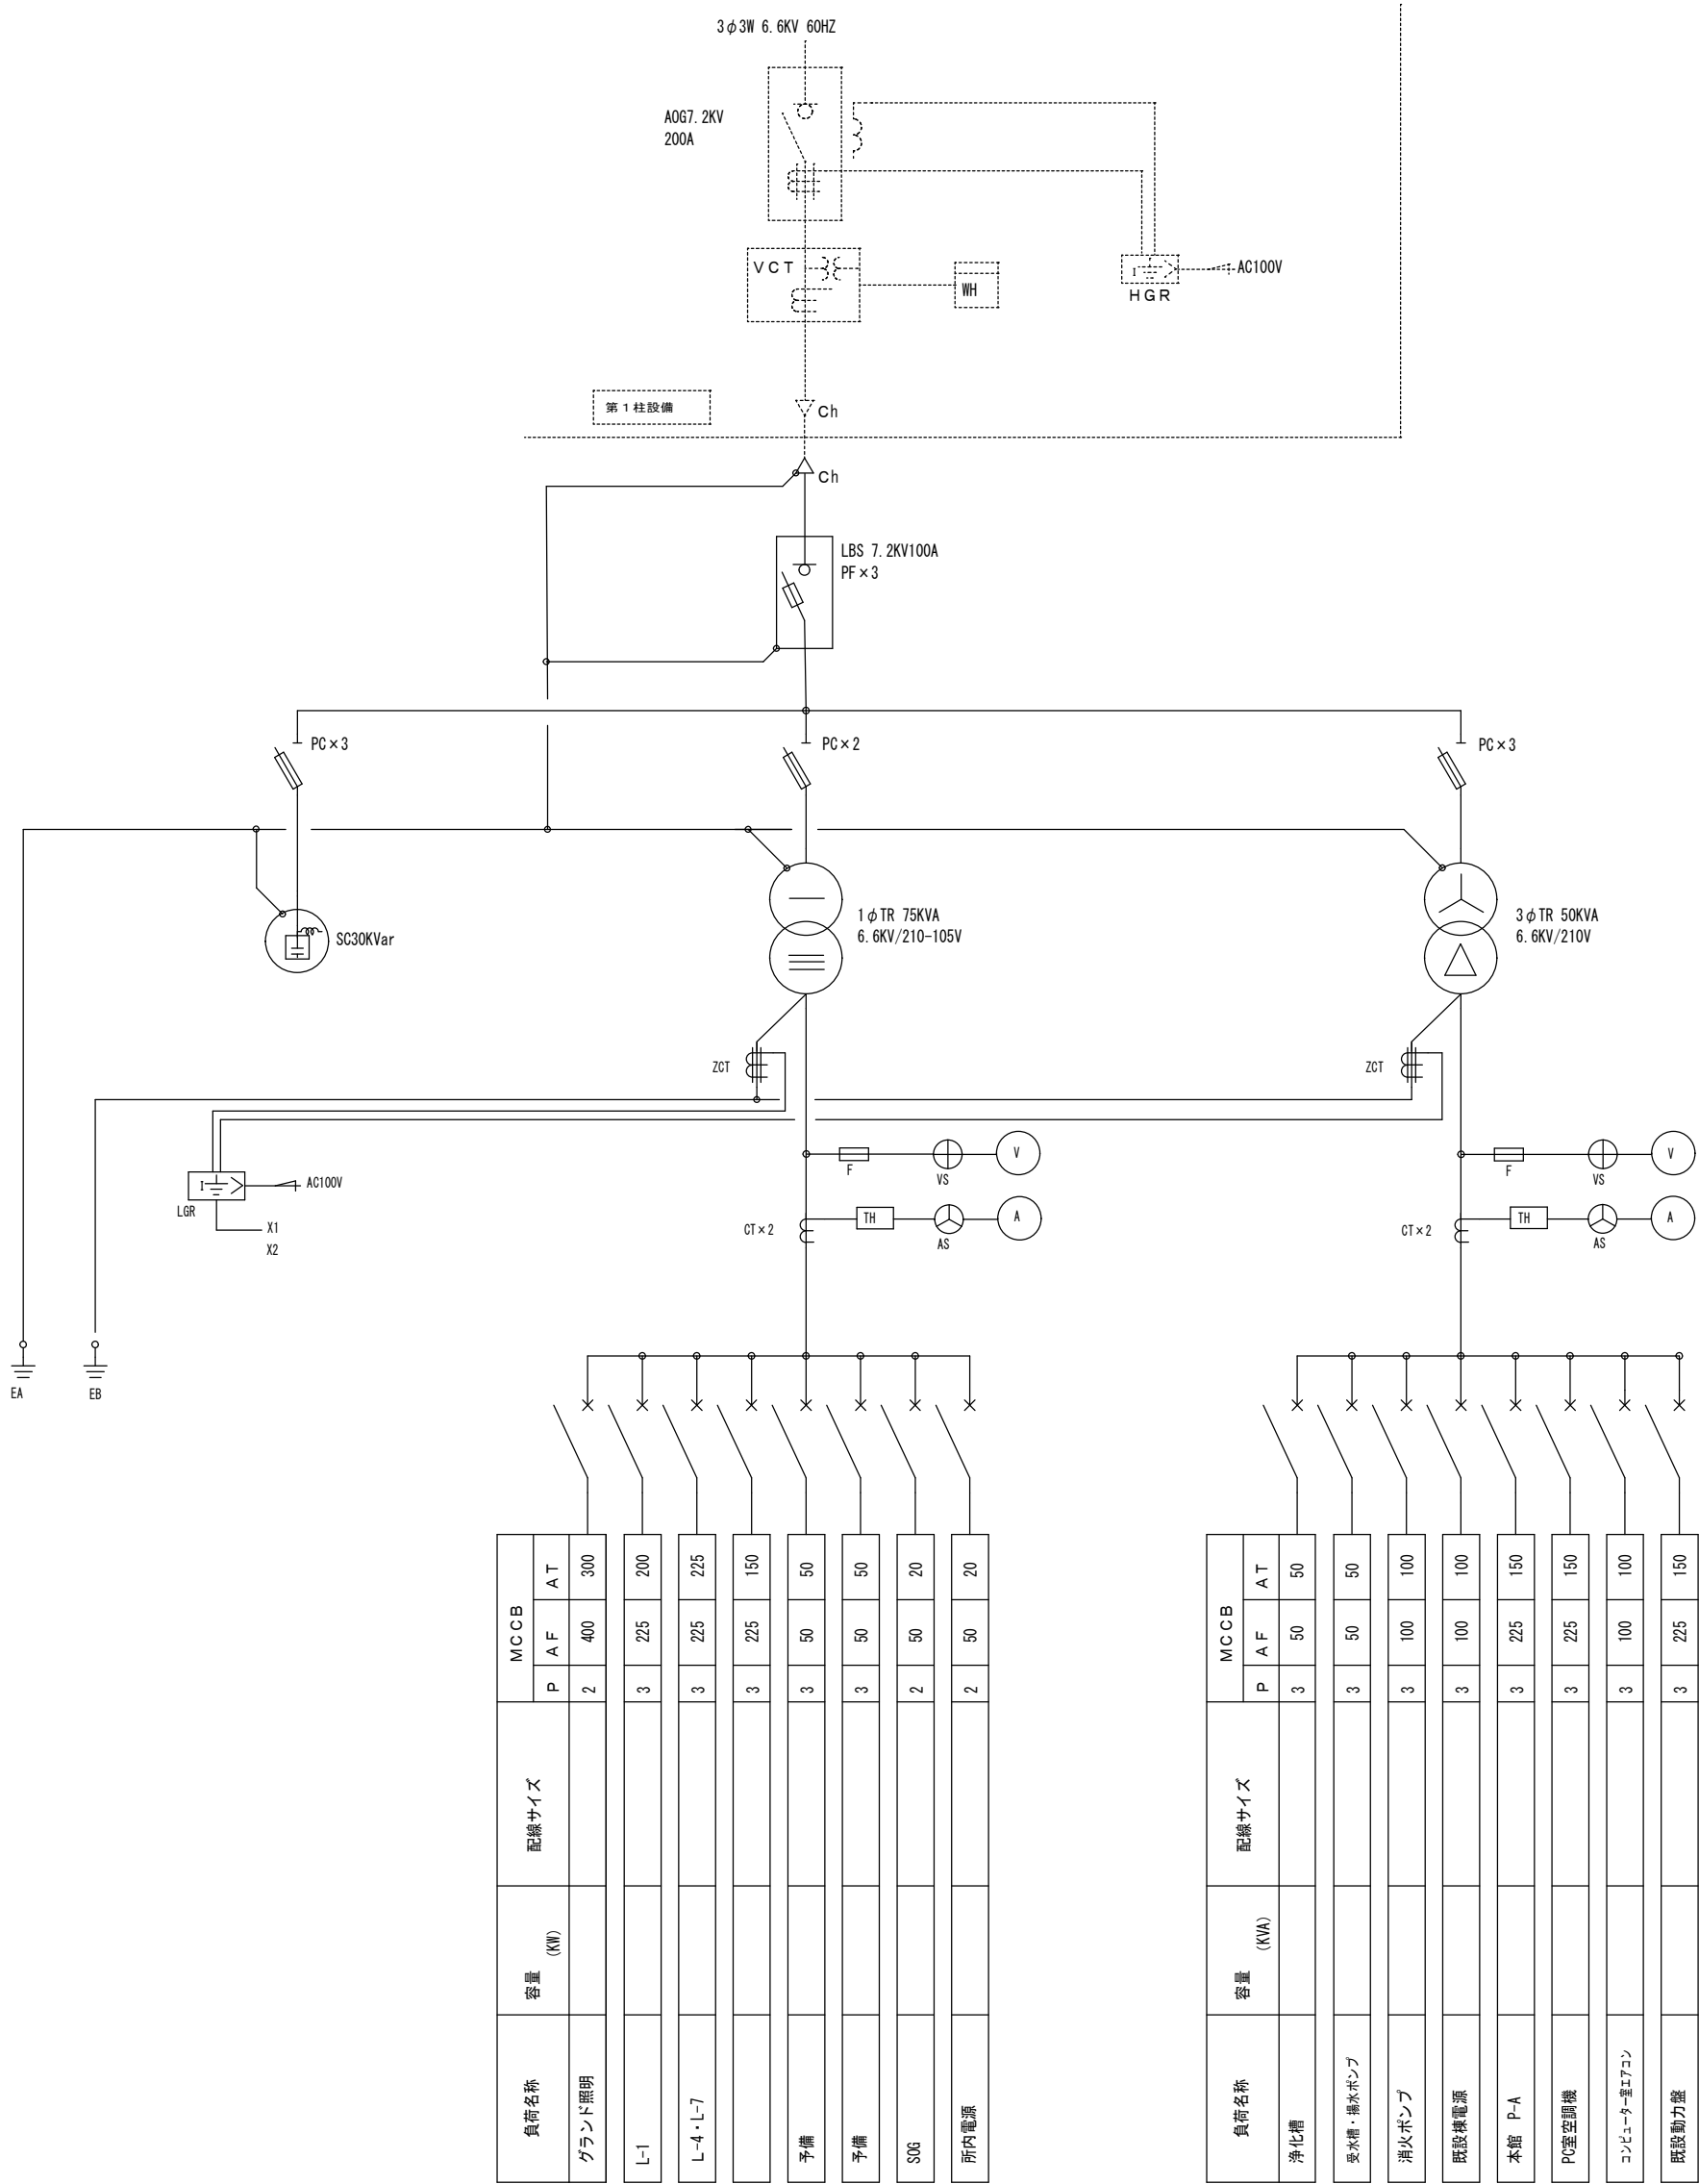 3φ3W 6.6KV 60HZ
AOG7.2KV
200A
VCT
WH
I
AC100V
HGR
第1柱設備
Ch
Ch
LBS 7.2KV100A
PF×3
PC×3
PC×2
PC×3
SC30KVar
1φTR 75KVA
6.6KV/210-105V
3φTR 50KVA
6.6KV/210V
ZCT
ZCT
F
VS
V
F
VS
V
I
AC100V
LGR
X1
X2
CT×2
TH
AS
A
CT×2
TH
AS
A
EA
EB
負荷名称 容量 (KW) 配線サイズ MCCB P AF AT
グランド照明 2 400 300
L-1 3 225 200
L-4・L-7 3 225 225
3 225 150
予備 3 50 50
予備 3 50 50
SOG 2 50 20
所内電源 2 50 20
負荷名称 容量 (KVA) 配線サイズ MCCB P AF AT
浄化槽 3 50 50
受水槽・揚水ポンプ 3 50 50
消火ポンプ 3 100 100
既設棟電源 3 100 100
本館 P-A 3 225 150
PC室空調機 3 225 150
コンピューター室エアコン 3 100 100
既設動力盤 3 225 150